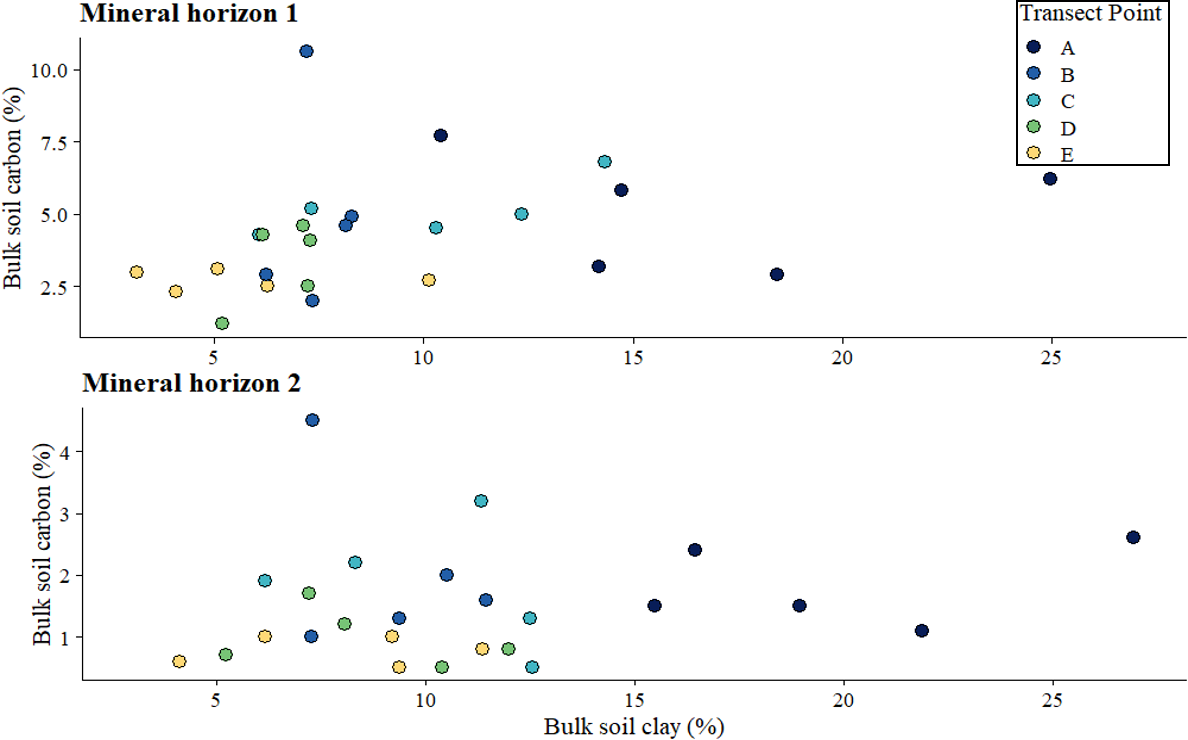 Mineral horizon 1
Transect Point
A
B
C
D
E
Bulk soil carbon (%)
10.0
7.5
5.0
2.5
5 10 15 20 25
Mineral horizon 2
Bulk soil carbon (%)
4
3
2
1
5 10 15 20 25
Bulk soil clay (%)